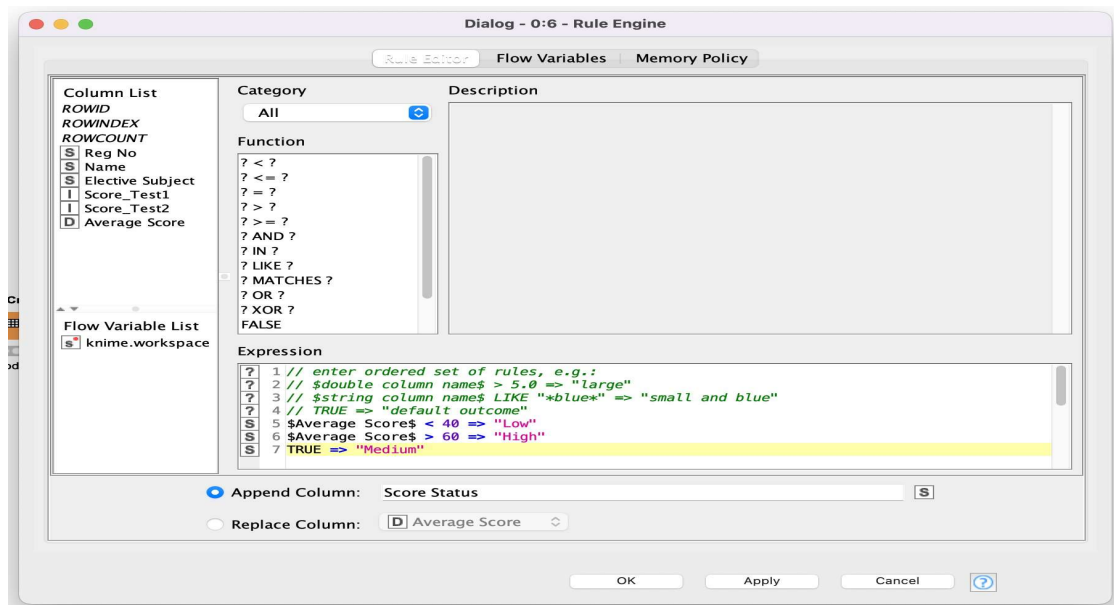 Dialog - 0:6 - Rule Engine
Rule Editor Flow Variables Memory Policy
Column List
ROWID
ROWINDEX
ROWCOUNT
S Reg No
S Name
S Elective Subject
I Score_Test1
I Score_Test2
D Average Score
Flow Variable List
s knime.workspace
Category
All
Function
? < ?
? <= ?
? = ?
? > ?
? >= ?
? AND ?
? IN ?
? LIKE ?
? MATCHES ?
? OR ?
? XOR ?
FALSE
Description
Expression
? 1 // enter ordered set of rules, e.g.:
? 2 // $double column name$ > 5.0 => "large"
? 3 // $string column name$ LIKE "*blue*" => "small and blue"
? 4 // TRUE => "default outcome"
S 5 $Average Score$ < 40 => "Low"
S 6 $Average Score$ > 60 => "High"
S 7 TRUE => "Medium"
Append Column: Score Status S
Replace Column: D Average Score
OK Apply Cancel ?